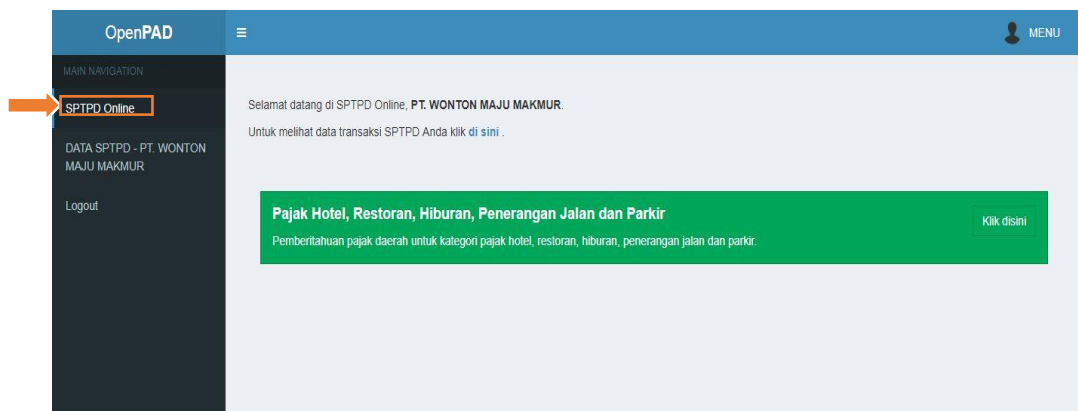 OpenPAD
MENU
MAIN NAVIGATION
SPTPD Online
DATA SPTPD - PT. WONTON
MAJU MAKMUR
Logout
Selamat datang di SPTPD Online, PT. WONTON MAJU MAKMUR.
Untuk melihat data transaksi SPTPD Anda klik di sini .
Pajak Hotel, Restoran, Hiburan, Penerangan Jalan dan Parkir
Pemberitahuan pajak daerah untuk kategori pajak hotel, restoran, hiburan, penerangan jalan dan parkir.
Klik disini